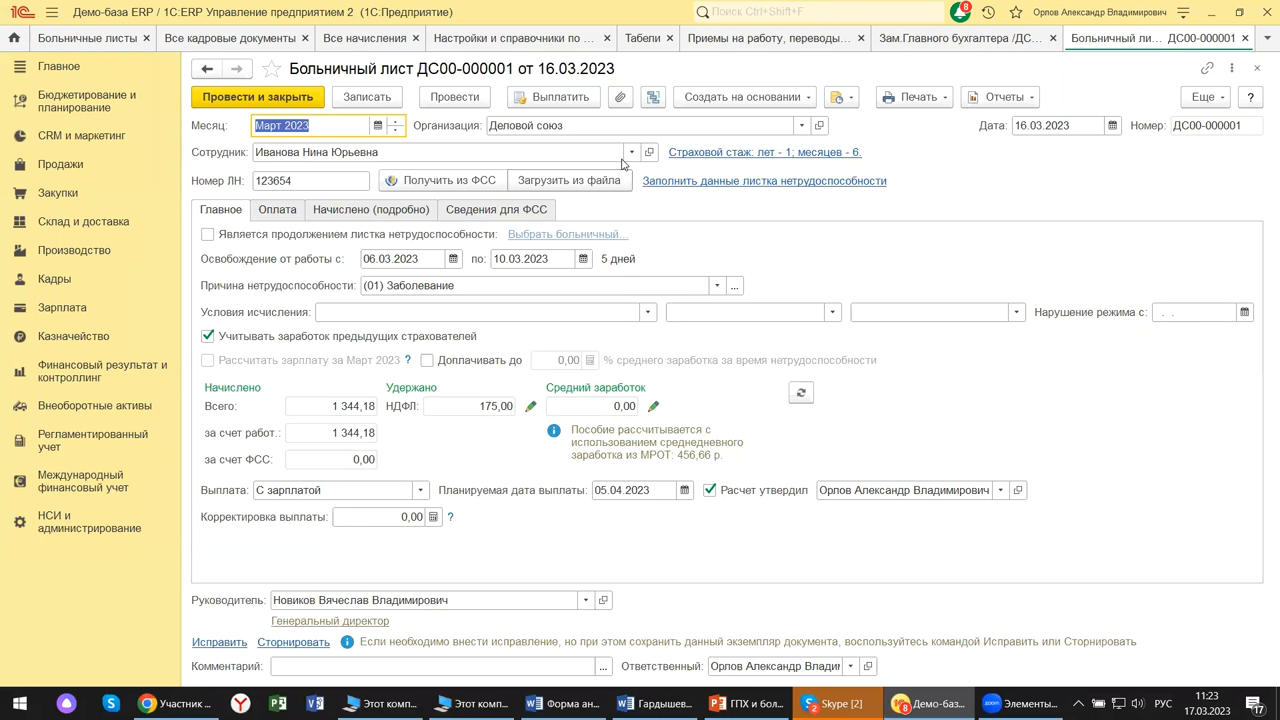 Демо-база ERP / 1С:ERP Управление предприятием 2 (1С:Предприятие)
Поиск Ctrl+Shift+F
8
Орлов Александр Владимирович
Больничные листы
Все кадровые документы
Все начисления
Настройки и справочники по ...
Табели
Приемы на работу, переводы...
Зам.Главного бухгалтера /ДС...
Больничный ли... ДС00-000001
Больничный лист ДС00-000001 от 16.03.2023
Провести и закрыть
Записать
Провести
Выплатить
Создать на основании
Печать
Отчеты
Еще
?
Месяц:
Март 2023
Организация:
Деловой союз
Дата:
16.03.2023
Номер:
ДС00-000001
Сотрудник:
Иванова Нина Юрьевна
Страховой стаж: лет - 1; месяцев - 6.
Номер ЛН:
123654
Получить из ФСС
Загрузить из файла
Заполнить данные листка нетрудоспособности
Главное
Оплата
Начислено (подробно)
Сведения для ФСС
Является продолжением листка нетрудоспособности:
Выбрать больничный...
Освобождение от работы с:
06.03.2023
по:
10.03.2023
5 дней
Причина нетрудоспособности:
(01) Заболевание
...
Условия исчисления:
Нарушение режима с:
. .
Учитывать заработок предыдущих страхователей
Рассчитать зарплату за Март 2023
?
Доплачивать до
0,00
% среднего заработка за время нетрудоспособности
Начислено
Удержано
Средний заработок
Всего:
1 344,18
НДФЛ:
175,00
0,00
за счет работ.:
1 344,18
Пособие рассчитывается с
использованием среднедневного
заработка из МРОТ: 456,66 р.
за счет ФСС:
0,00
Выплата:
С зарплатой
Планируемая дата выплаты:
05.04.2023
Расчет утвердил
Орлов Александр Владимирович
Корректировка выплаты:
0,00
?
Руководитель:
Новиков Вячеслав Владимирович
Генеральный директор
Исправить
Сторнировать
Если необходимо внести исправление, но при этом сохранить данный экземпляр документа, воспользуйтесь командой Исправить или Сторнировать
Комментарий:
...
Ответственный:
Орлов Александр Владим
Главное
Бюджетирование и
планирование
CRM и маркетинг
Продажи
Закупки
Склад и доставка
Производство
Кадры
Зарплата
Казначейство
Финансовый результат и
контроллинг
Внеоборотные активы
Регламентированный
учет
Международный
финансовый учет
НСИ и
администрирование
Участник ...
Этот комп...
Этот комп...
Форма ан...
Гардышев...
ГПХ и бол...
Skype [2]
Демо-баз...
Элементы...
РУС
11:23
17.03.2023